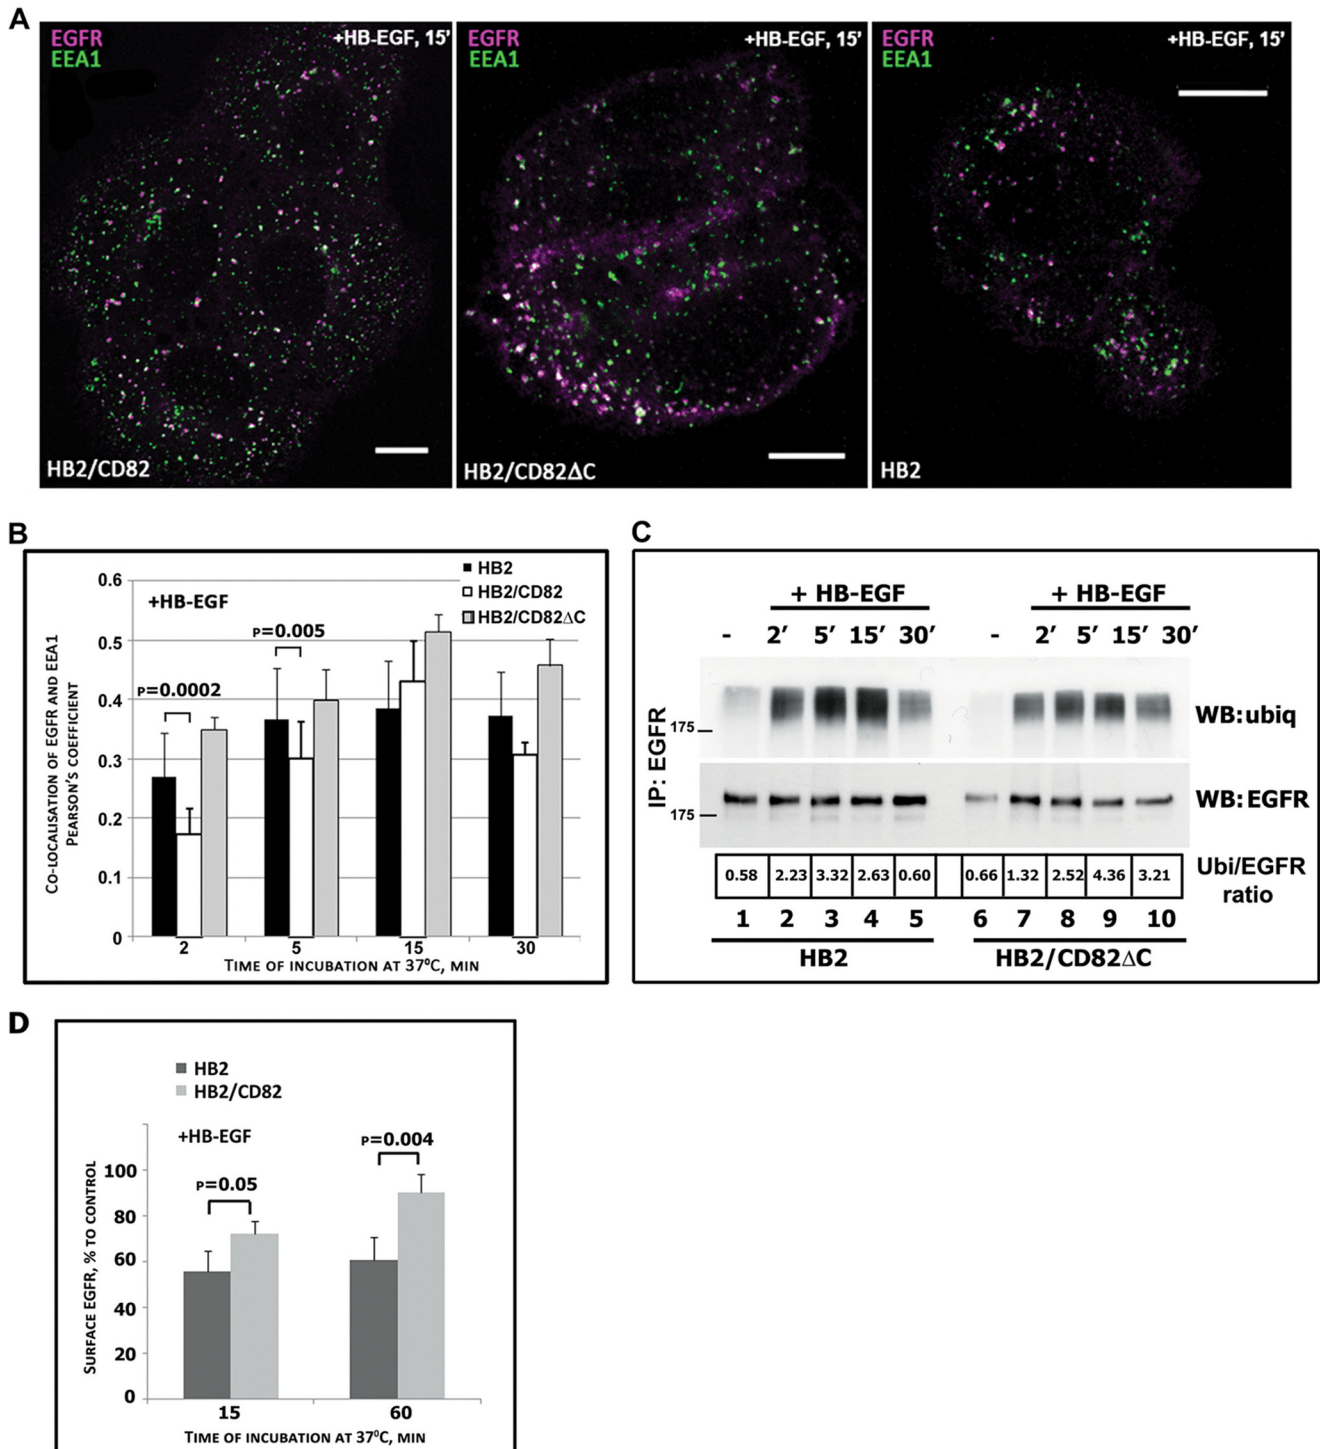 A
EGFR
EEA1
+HB-EGF, 15'
HB2/CD82
EGFR
EEA1
+HB-EGF, 15'
HB2/CD82ΔC
EGFR
EEA1
+HB-EGF, 15'
HB2
B
0.6
0.5
0.4
0.3
0.2
0.1
0
CO-LOCALISATION OF EGFR AND EEA1
PEARSON'S COEFFICIENT
+HB-EGF
HB2
HB2/CD82
HB2/CD82ΔC
P=0.0002
P=0.005
2 5 15 30
TIME OF INCUBATION AT 37⁰C, MIN
C
+ HB-EGF + HB-EGF
- 2′ 5′ 15′ 30′ - 2′ 5′ 15′ 30′
IP: EGFR
175
WB:ubiq
175
WB:EGFR
0.58 2.23 3.32 2.63 0.60 0.66 1.32 2.52 4.36 3.21
Ubi/EGFR
ratio
1 2 3 4 5 6 7 8 9 10
HB2 HB2/CD82ΔC
D
HB2
HB2/CD82
+HB-EGF
P=0.05
P=0.004
100
80
60
40
20
0
SURFACE EGFR, % TO CONTROL
15 60
TIME OF INCUBATION AT 37⁰C, MIN